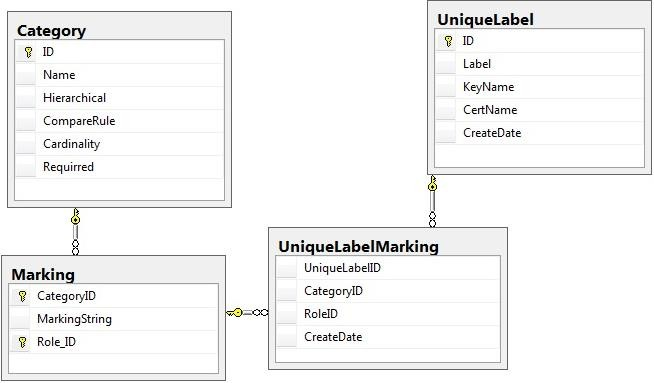 Category
ID
Name
Hierarchical
CompareRule
Cardinality
Requirred
UniqueLabel
ID
Label
KeyName
CertName
CreateDate
Marking
CategoryID
MarkingString
Role_ID
UniqueLabelMarking
UniqueLabelID
CategoryID
RoleID
CreateDate